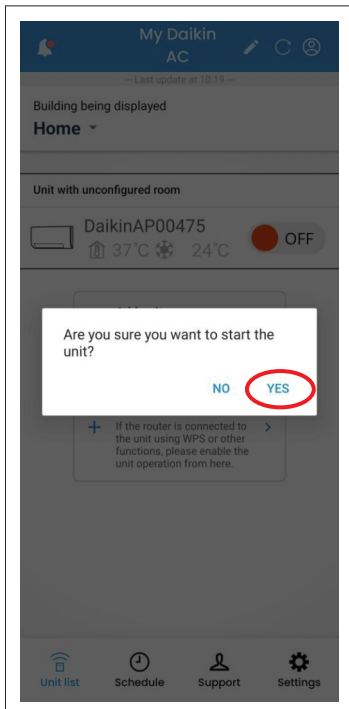 My Daikin
AC
--- Last update at 10:19 ---
Building being displayed
Home
Unit with unconfigured room
DaikinAP00475
37°C 24°C
OFF
Are you sure you want to start the
unit?
NO YES
If the router is connected to
the unit using WPS or other
functions, please enable the
unit operation from here.
Unit list Schedule Support Settings